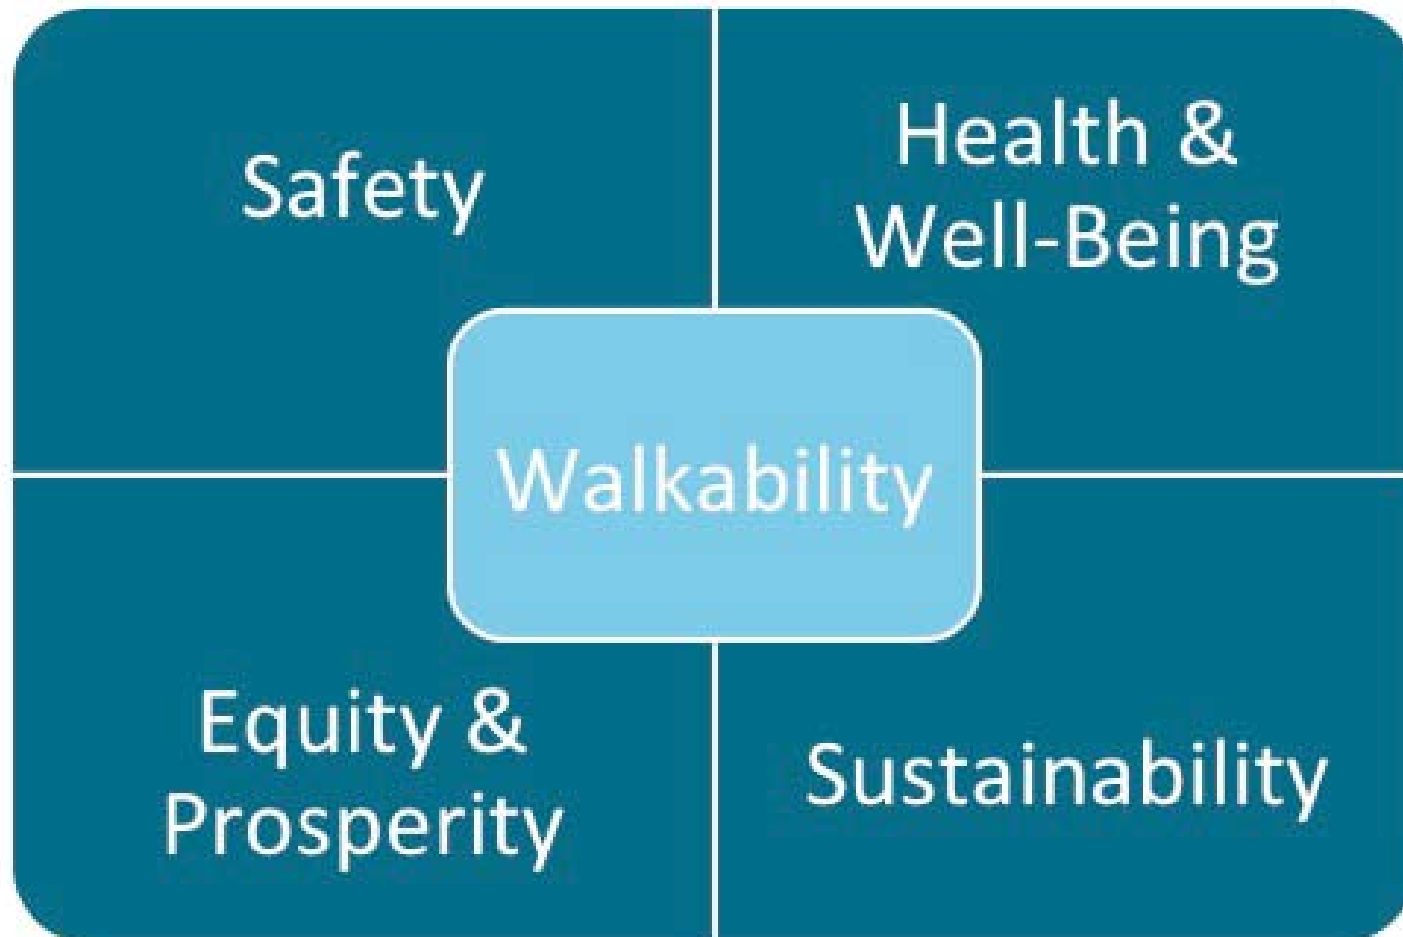 Safety
Health &
Well-Being
Walkability
Equity &
Prosperity
Sustainability